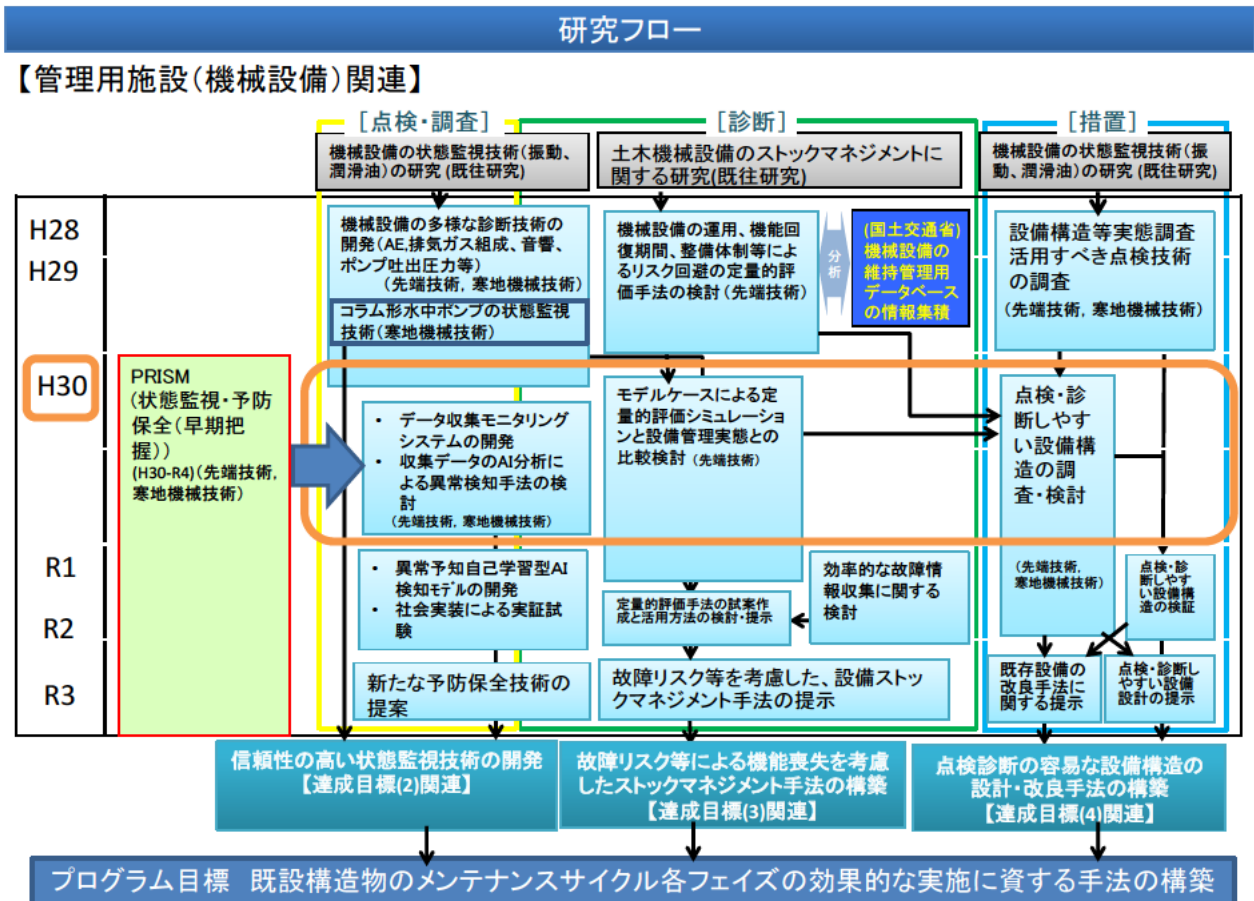 研究フロー
【管理用施設(機械設備)関連】
[点検・調査]
機械設備の状態監視技術(振動、
潤滑油)の研究 (既往研究)
[診断]
土木機械設備のストックマネジメントに
関する研究(既往研究)
[措置]
機械設備の状態監視技術(振
動、潤滑油)の研究 (既往研究)
H28
H29
H30
R1
R2
R3
PRISM
(状態監視・予防
保全(早期把
握))
(H30-R4)(先端技術,
寒地機械技術)
機械設備の多様な診断技術の
開発(AE,排気ガス組成、音響、
ポンプ吐出圧力等)
(先端技術, 寒地機械技術)
コラム形水中ポンプの状態監視
技術(寒地機械技術)
• データ収集モニタリング
システムの開発
• 収集データのAI分析に
よる異常検知手法の検
討
(先端技術, 寒地機械技術)
• 異常予知自己学習型AI
検知ﾓﾃﾞﾙの開発
• 社会実装による実証試
験
新たな予防保全技術の
提案
機械設備の運用、機能回
復期間、整備体制等によ
るリスク回避の定量的評
価手法の検討 (先端技術)
分析
(国土交通省)
機械設備の
維持管理用
データベース
の情報集積
モデルケースによる定
量的評価シミュレーショ
ンと設備管理実態との
比較検討 (先端技術)
定量的評価手法の試案作
成と活用方法の検討・提示
効率的な故障情
報収集に関する
検討
故障リスク等を考慮した、設備ストッ
クマネジメント手法の提示
設備構造等実態調査
活用すべき点検技術
の調査
(先端技術, 寒地機械技術)
点検・診
断しやす
い設備構
造の調
査・検討
(先端技術,
寒地機械技術)
点検・診
断しやす
い設備構
造の検証
既存設備の
改良手法に
関する提示
点検・診断し
やすい設備
設計の提示
信頼性の高い状態監視技術の開発
【達成目標(2)関連】
故障リスク等による機能喪失を考慮
したストックマネジメント手法の構築
【達成目標(3)関連】
点検診断の容易な設備構造の
設計・改良手法の構築
【達成目標(4)関連】
プログラム目標 既設構造物のメンテナンスサイクル各フェイズの効果的な実施に資する手法の構築